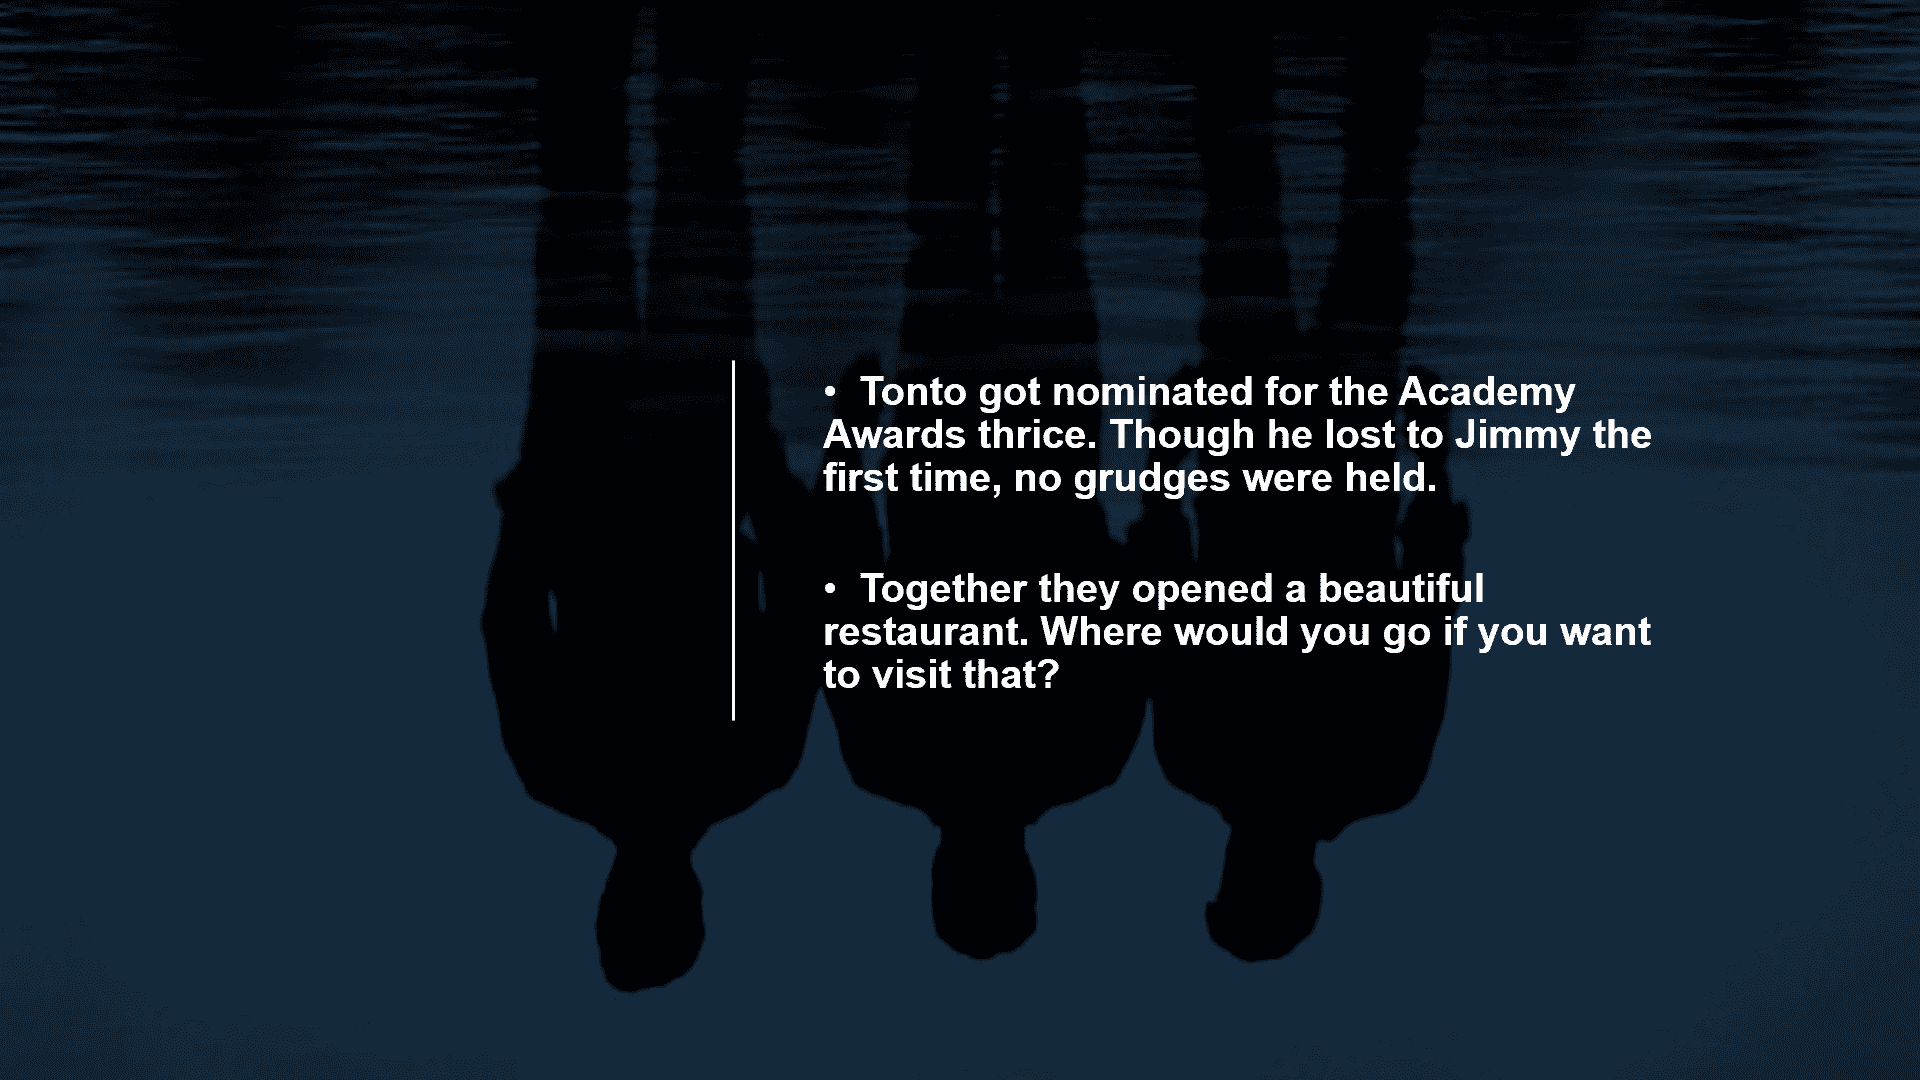 • Tonto got nominated for the Academy
Awards thrice. Though he lost to Jimmy the
first time, no grudges were held.
• Together they opened a beautiful
restaurant. Where would you go if you want
to visit that?